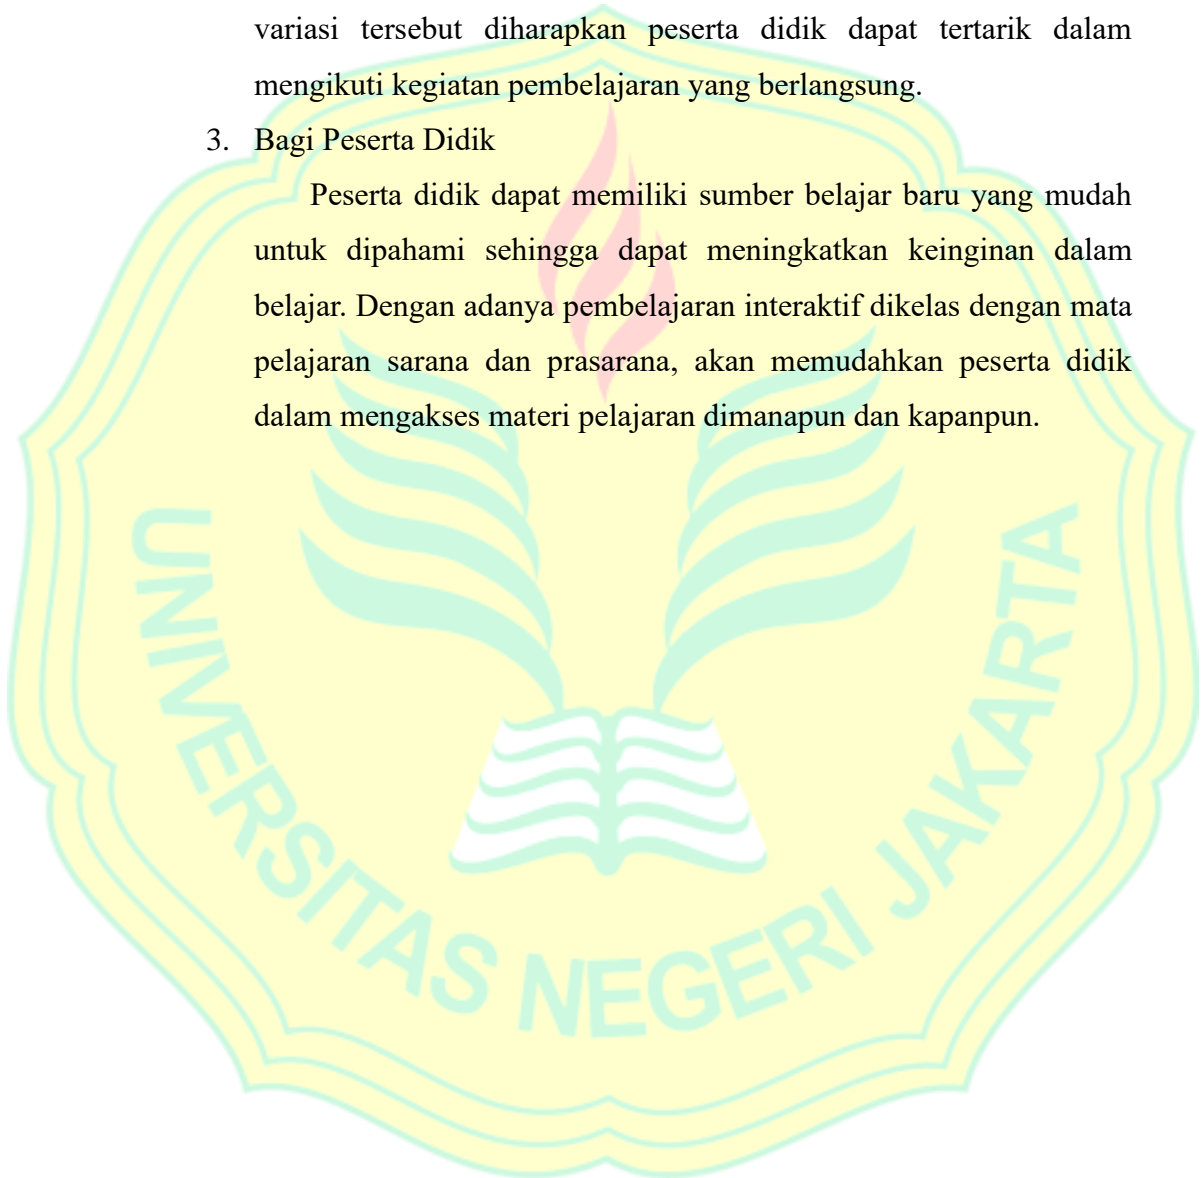 variasi tersebut diharapkan peserta didik dapat tertarik dalam
mengikuti kegiatan pembelajaran yang berlangsung.
3. Bagi Peserta Didik
Peserta didik dapat memiliki sumber belajar baru yang mudah
untuk dipahami sehingga dapat meningkatkan keinginan dalam
belajar. Dengan adanya pembelajaran interaktif dikelas dengan mata
pelajaran sarana dan prasarana, akan memudahkan peserta didik
dalam mengakses materi pelajaran dimanapun dan kapanpun.
UNIVERSITAS NEGERI JAKARTA